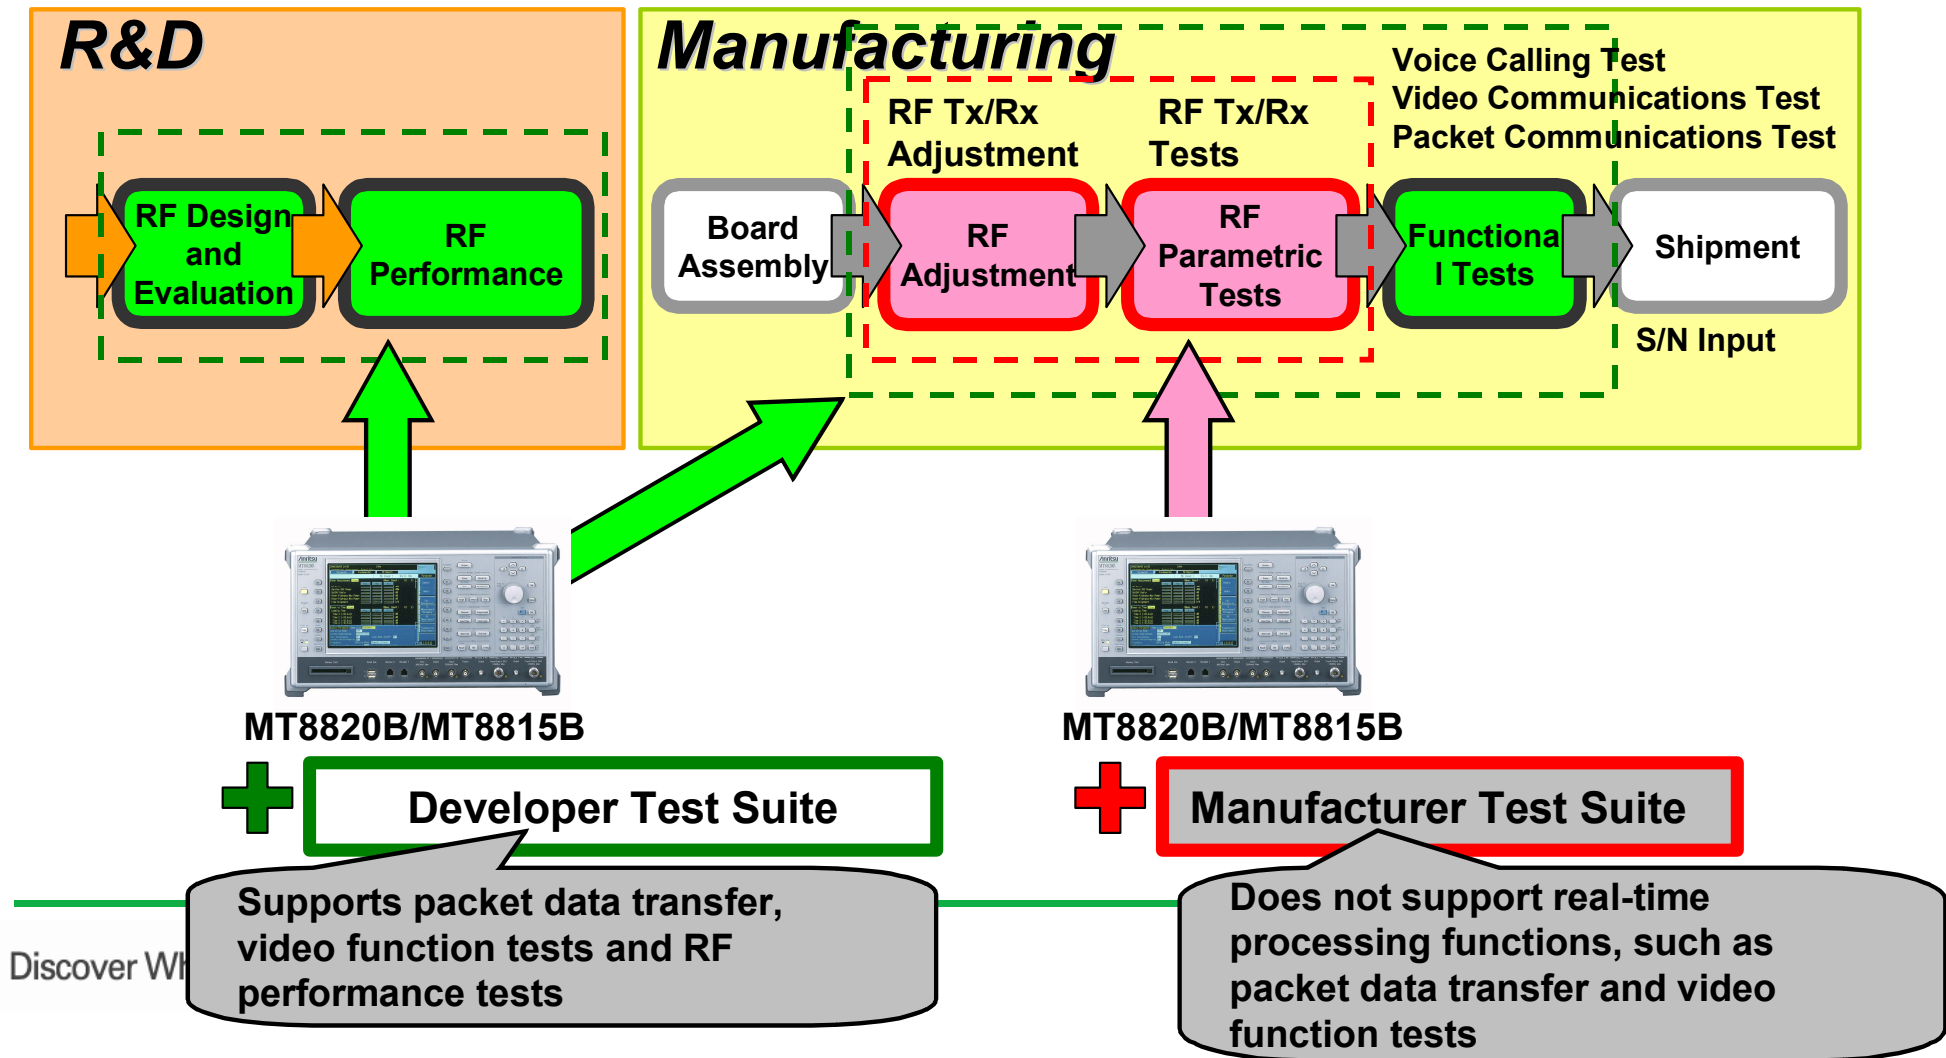 R&D
Manufacturing
Voice Calling Test
Video Communications Test
Packet Communications Test
RF Tx/Rx
Adjustment
RF Tx/Rx
Tests
RF Design
and
Evaluation
RF
Performance
Board
Assembly
RF
Adjustment
RF
Parametric
Tests
Functiona
l Tests
Shipment
S/N Input
Anritsu
Anritsu
MT8820B/MT8815B
MT8820B/MT8815B
Developer Test Suite
Manufacturer Test Suite
Supports packet data transfer,
video function tests and RF
performance tests
Does not support real-time
processing functions, such as
packet data transfer and video
function tests
Discover